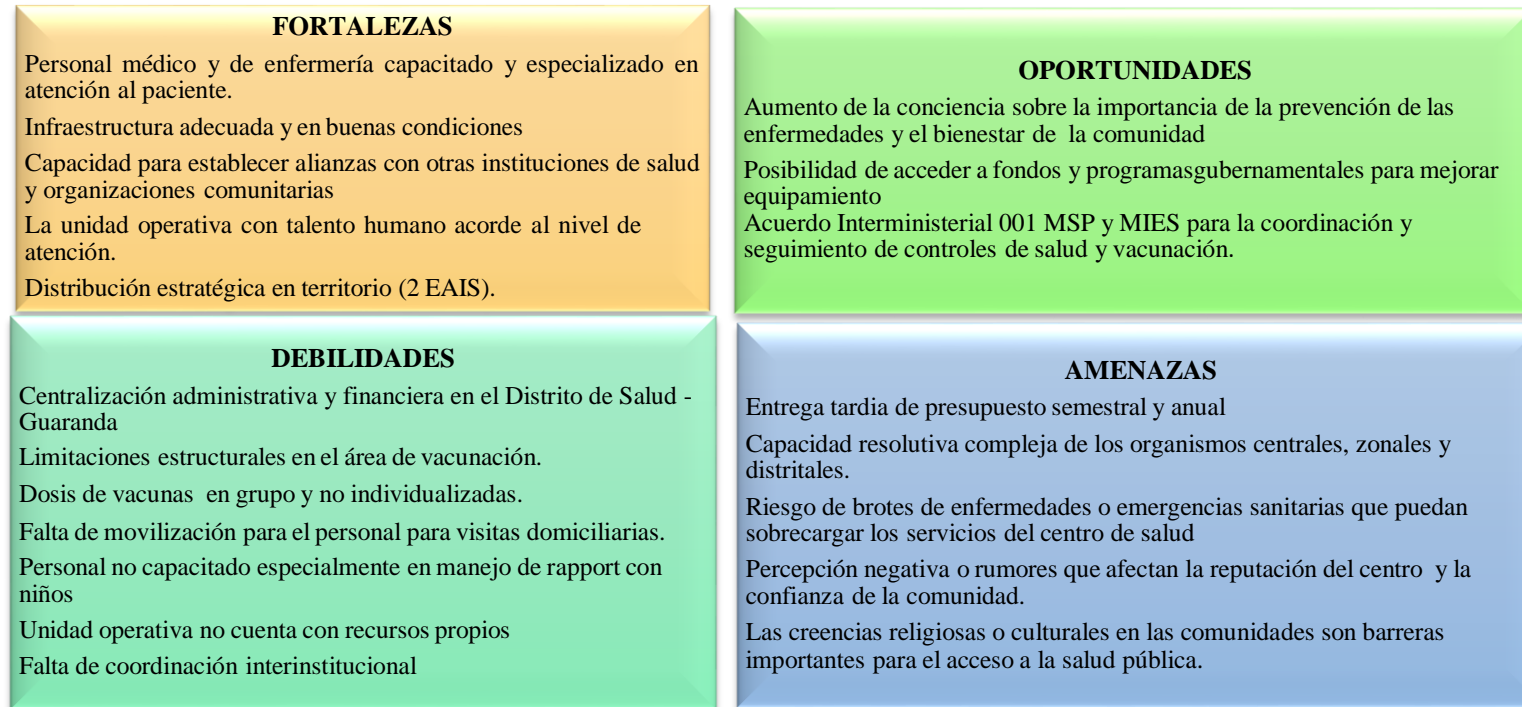 FORTALEZAS
Personal médico y de enfermería capacitado y especializado en
atención al paciente.
Infraestructura adecuada y en buenas condiciones
Capacidad para establecer alianzas con otras instituciones de salud
y organizaciones comunitarias
La unidad operativa con talento humano acorde al nivel de
atención.
Distribución estratégica en territorio (2 EAIS).
OPORTUNIDADES
Aumento de la conciencia sobre la importancia de la prevención de las
enfermedades y el bienestar de la comunidad
Posibilidad de acceder a fondos y programasgubernamentales para mejorar
equipamiento
Acuerdo Interministerial 001 MSP y MIES para la coordinación y
seguimiento de controles de salud y vacunación.
DEBILIDADES
Centralización administrativa y financiera en el Distrito de Salud -
Guaranda
Limitaciones estructurales en el área de vacunación.
Dosis de vacunas en grupo y no individualizadas.
Falta de movilización para el personal para visitas domiciliarias.
Personal no capacitado especialmente en manejo de rapport con
niños
Unidad operativa no cuenta con recursos propios
Falta de coordinación interinstitucional
AMENAZAS
Entrega tardia de presupuesto semestral y anual
Capacidad resolutiva compleja de los organismos centrales, zonales y
distritales.
Riesgo de brotes de enfermedades o emergencias sanitarias que puedan
sobrecargar los servicios del centro de salud
Percepción negativa o rumores que afectan la reputación del centro y la
confianza de la comunidad.
Las creencias religiosas o culturales en las comunidades son barreras
importantes para el acceso a la salud pública.